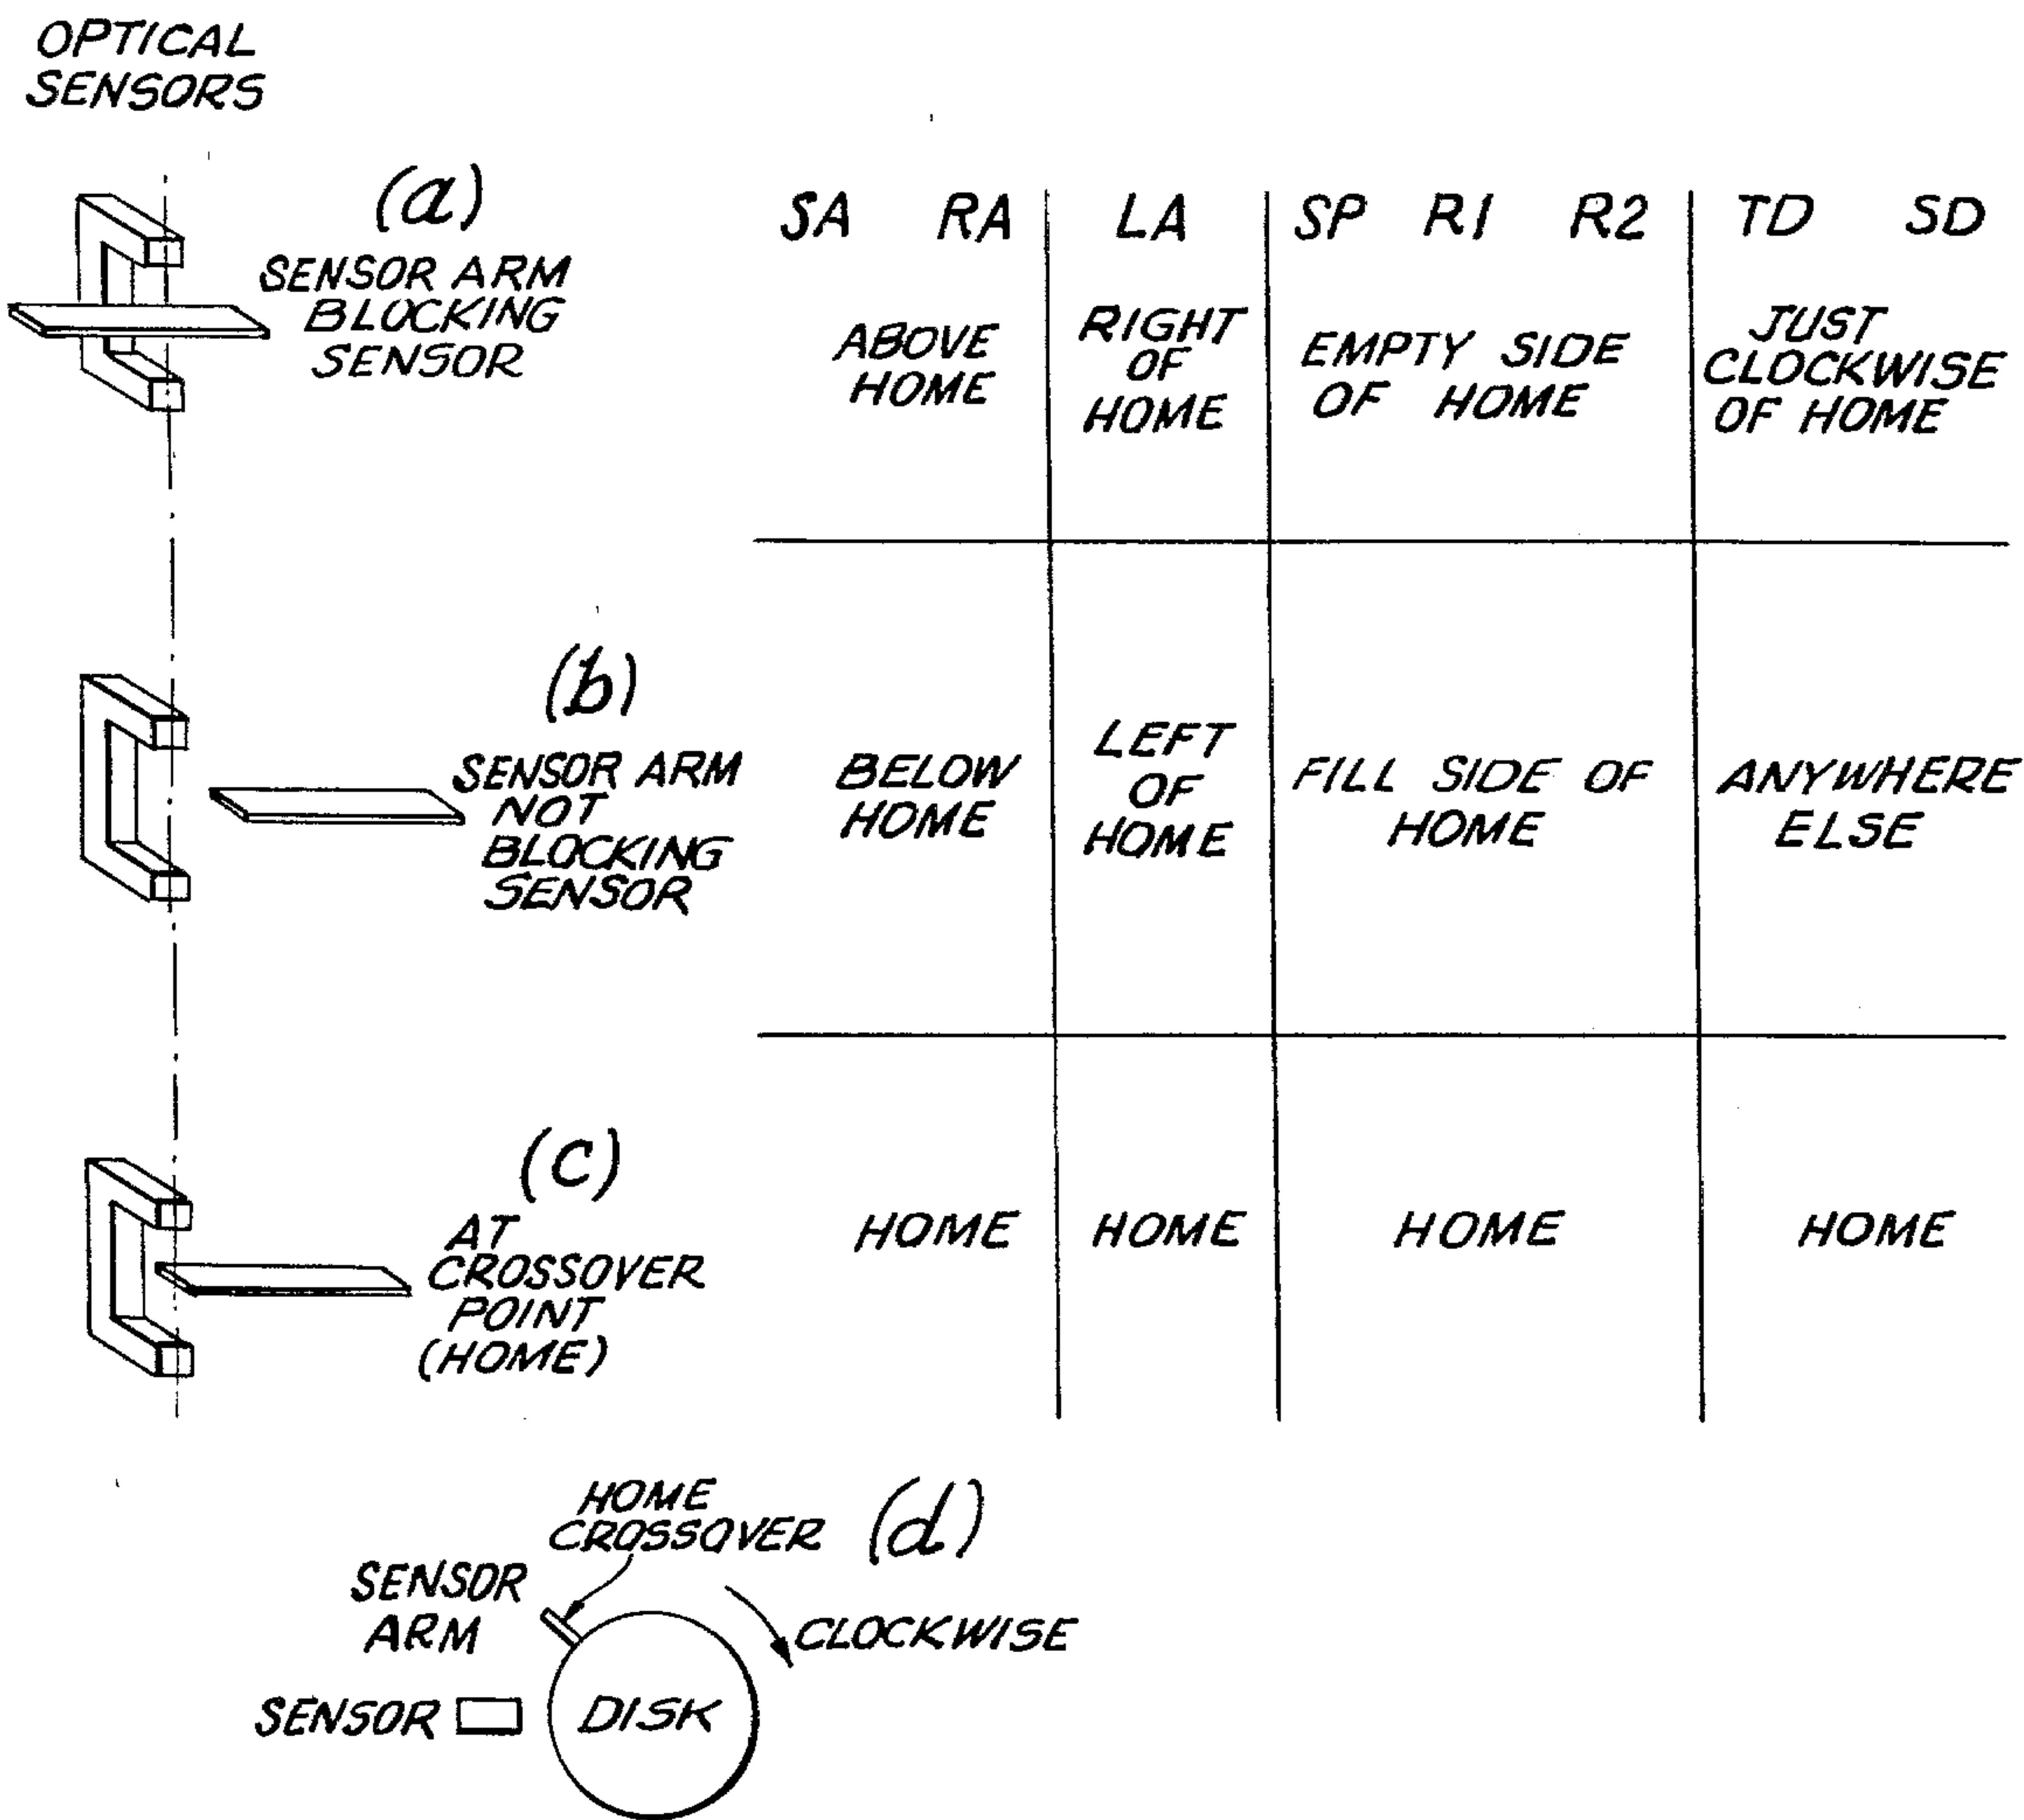 OPTICAL
SENSORS
(a)
SENSOR ARM
BLOCKING
SENSOR
SA RA LA SP R1 R2 TD SD
ABOVE
HOME
RIGHT
OF
HOME
EMPTY SIDE
OF HOME
JUST
CLOCKWISE
OF HOME
(b)
SENSOR ARM
NOT
BLOCKING
SENSOR
BELOW
HOME
LEFT
OF
HOME
FILL SIDE OF
HOME
ANYWHERE
ELSE
(c)
AT
CROSSOVER
POINT
(HOME)
HOME
HOME
HOME
HOME
(d)
HOME
CROSSOVER
SENSOR
ARM
CLOCKWISE
SENSOR
DISK